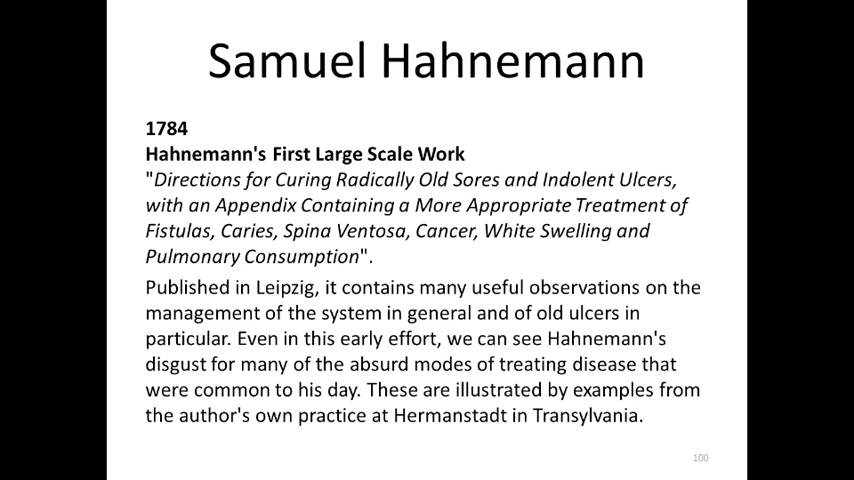 Samuel Hahnemann
1784
Hahnemann's First Large Scale Work
"Directions for Curing Radically Old Sores and Indolent Ulcers,
with an Appendix Containing a More Appropriate Treatment of
Fistulas, Caries, Spina Ventosa, Cancer, White Swelling and
Pulmonary Consumption".
Published in Leipzig, it contains many useful observations on the
management of the system in general and of old ulcers in
particular. Even in this early effort, we can see Hahnemann's
disgust for many of the absurd modes of treating disease that
were common to his day. These are illustrated by examples from
the author's own practice at Hermanstadt in Transylvania.
100